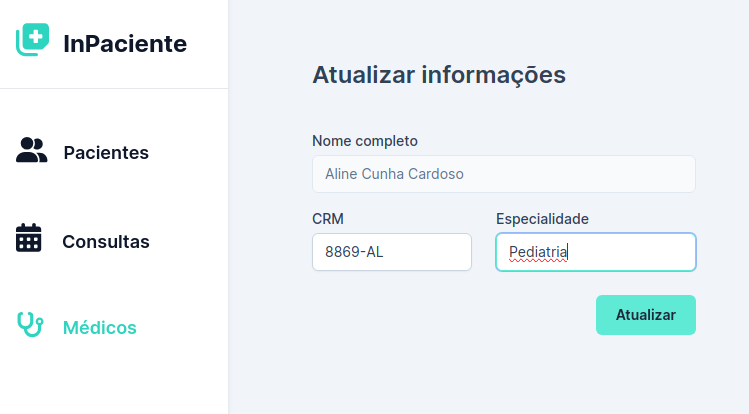 InPaciente
Pacientes
Consultas
Médicos
Atualizar informações
Nome completo
Aline Cunha Cardoso
CRM
8869-AL
Especialidade
Pediatria
Atualizar